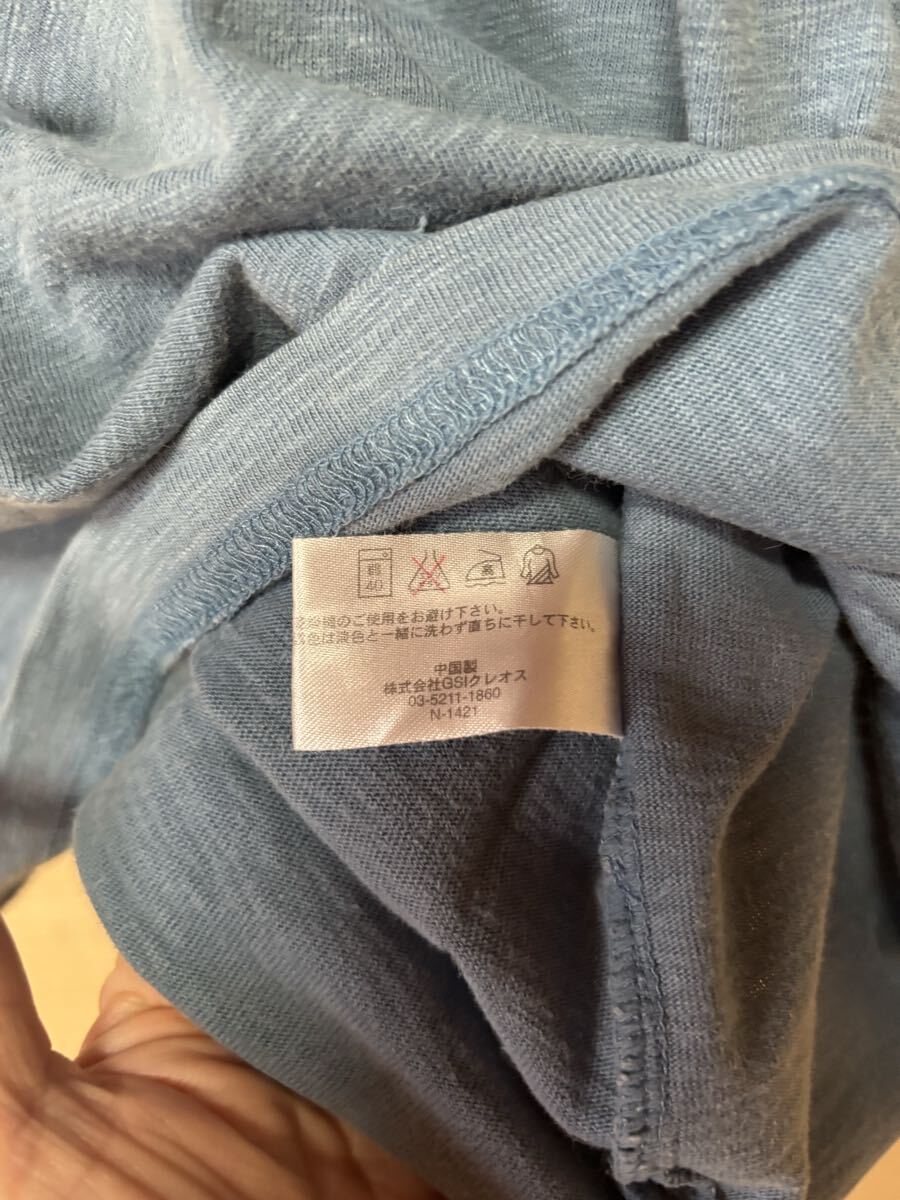 弱
40
高
乾燥機のご使用をお避け下さい。
濃色は淡色と一緒に洗わず直ちに干して下さい。
中国製
株式会社GSIクレオス
03-5211-1860
N-1421